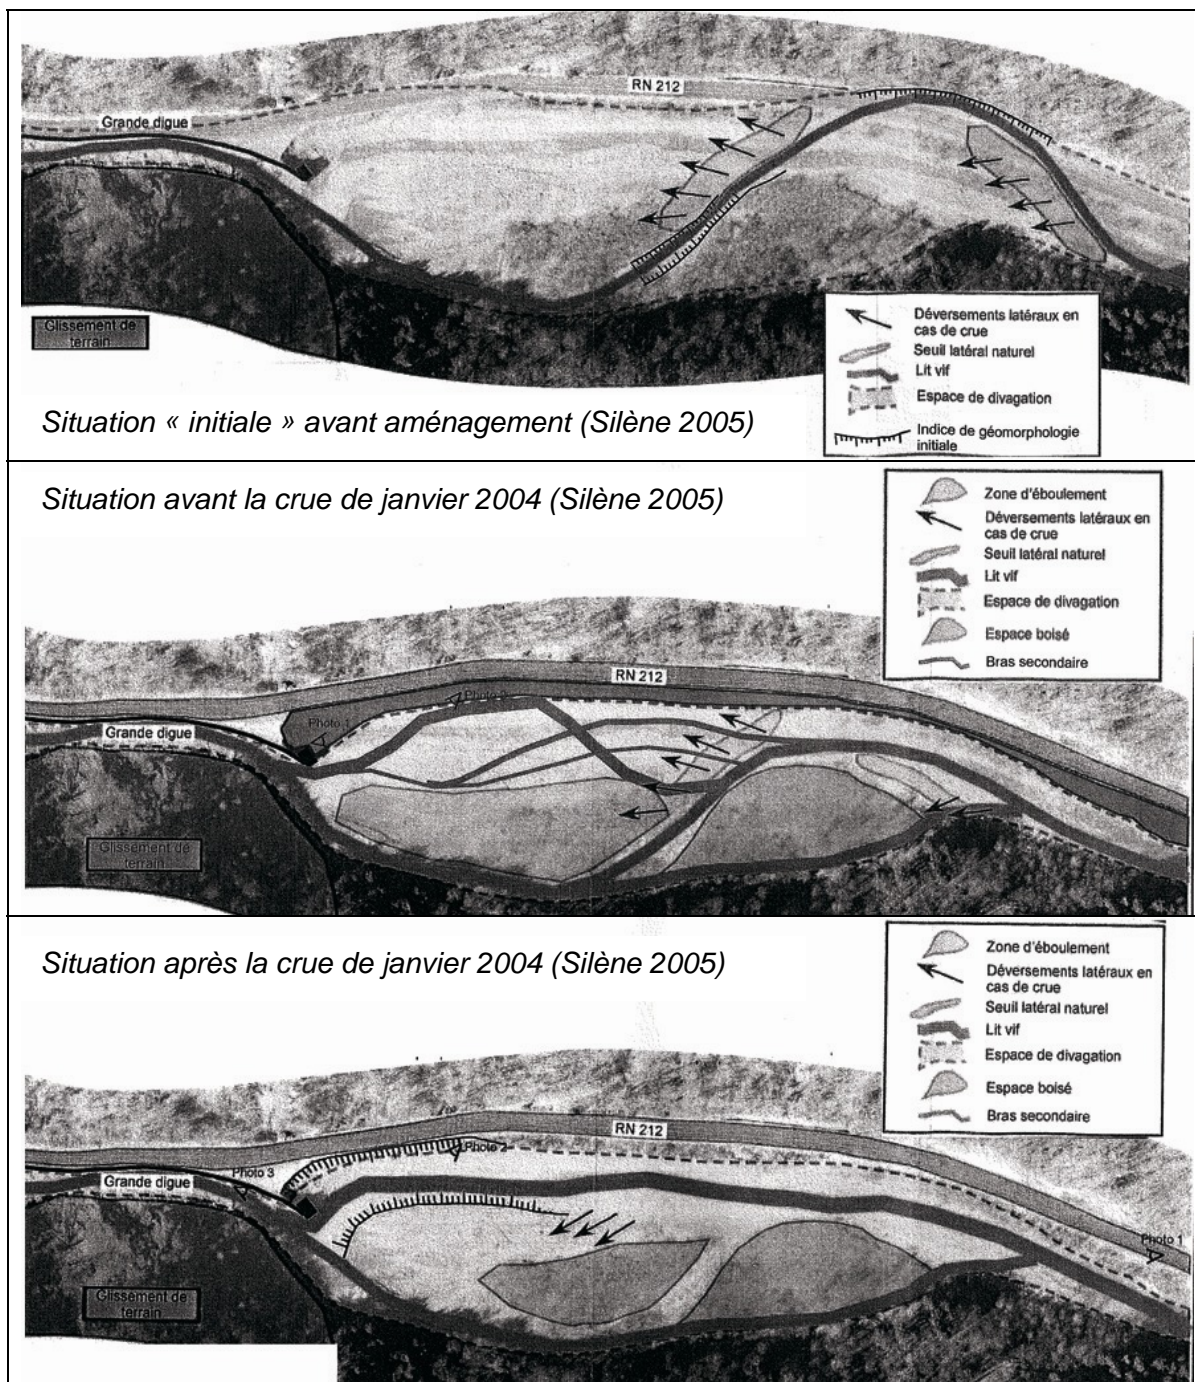 RN 212
Grande digue
Glissement de
terrain
Déversements latéraux en
cas de crue
Seuil latéral naturel
Lit vif
Espace de divagation
Indice de géomorphologie
initiale
Situation « initiale » avant aménagement (Silène 2005)
Situation avant la crue de janvier 2004 (Silène 2005)
Zone d'éboulement
Déversements latéraux en
cas de crue
Seuil latéral naturel
Lit vif
Espace de divagation
Espace boisé
Bras secondaire
RN 212
Photo 2
Photo 1
Grande digue
Glissement de
terrain
Situation après la crue de janvier 2004 (Silène 2005)
Zone d'éboulement
Déversements latéraux en
cas de crue
Seuil latéral naturel
Lit vif
Espace de divagation
Espace boisé
Bras secondaire
RN 212
Photo 2
Photo 3
Grande digue
Photo 1
Glissement de
terrain